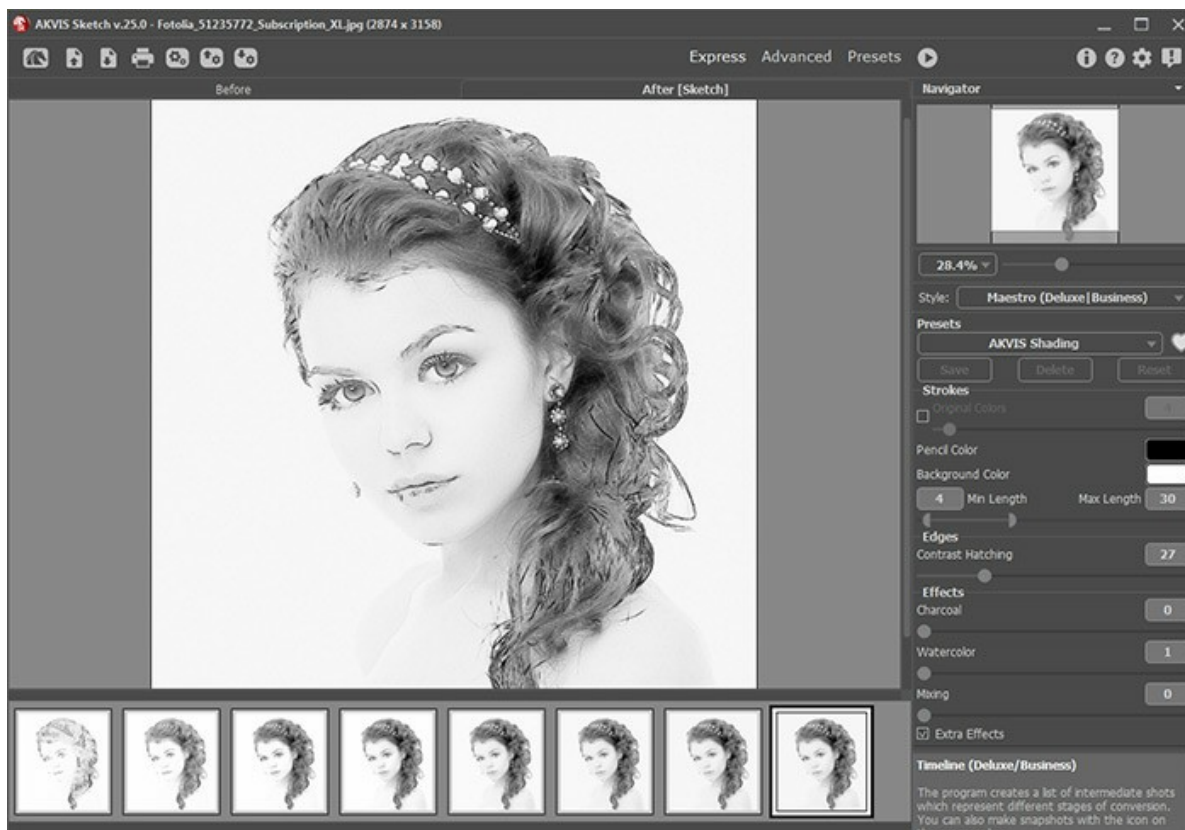 AKVIS Sketch v.25.0 - Fotolia_51235772_Subscription_XL.jpg (2874 x 3158)
Express Advanced Presets
Before After [Sketch]
Navigator
28.4%
Style: Maestro (Deluxe|Business)
Presets
AKVIS Shading
Save Delete Reset
Strokes
Original Colors 4
Pencil Color
Background Color
4 Min Length Max Length 30
Edges
Contrast Hatching 27
Effects
Charcoal 0
Watercolor 1
Mixing 0
Extra Effects
Timeline (Deluxe/Business)
The program creates a list of intermediate shots
which represent different stages of conversion.
You can also make snapshots with the icon on